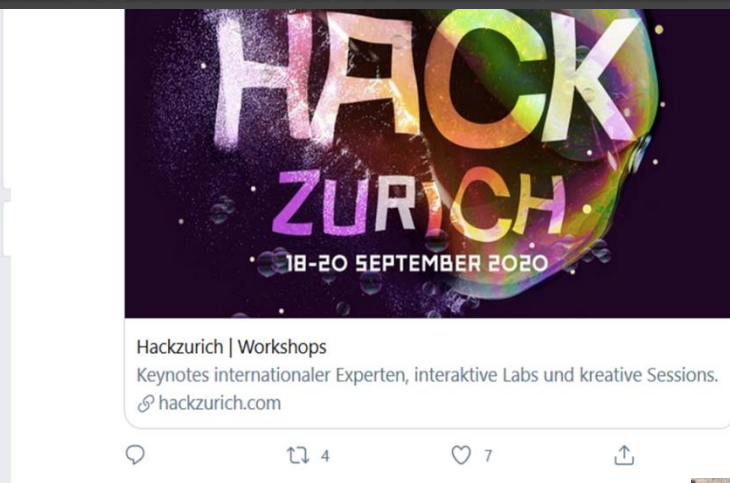 HACK
ZURICH
18-20 SEPTEMBER 2020
Hackzurich | Workshops
Keynotes internationaler Experten, interaktive Labs und kreative Sessions.
hackzurich.com
4
7